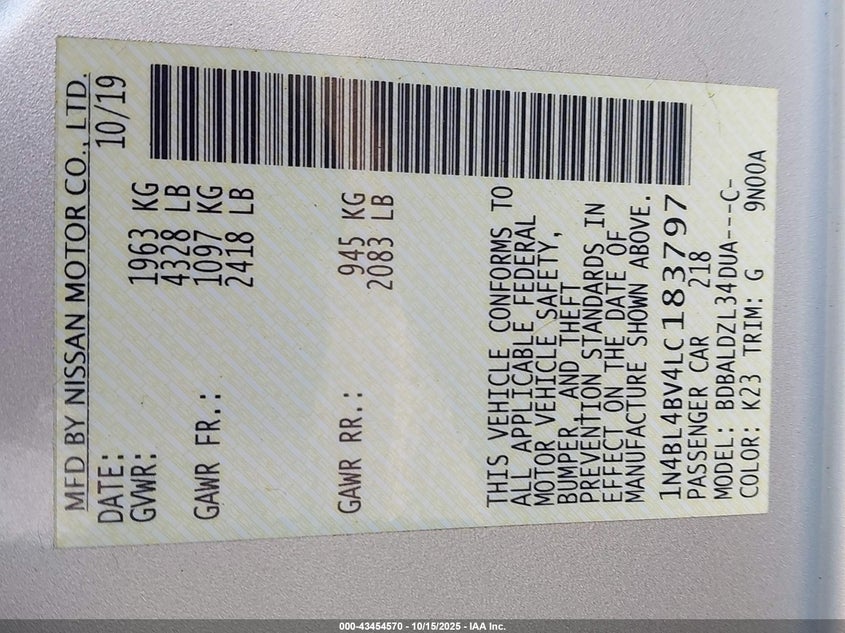 MFD BY NISSAN MOTOR CO., LTD.
DATE: 10/19
GVWR: 1963 KG
4328 LB
GAWR FR.: 1097 KG
2418 LB
GAWR RR.: 945 KG
2083 LB
THIS VEHICLE CONFORMS TO
ALL APPLICABLE FEDERAL
MOTOR VEHICLE SAFETY,
BUMPER, AND THEFT
PREVENTION STANDARDS IN
EFFECT ON THE DATE OF
MANUFACTURE SHOWN ABOVE.
1N4BL4BV4LC183797
PASSENGER CAR 218
MODEL: BDBALDZL34DUA---C-
COLOR: K23 TRIM: G 9N00A
000-43454570 - 10/15/2025 - IAA Inc.